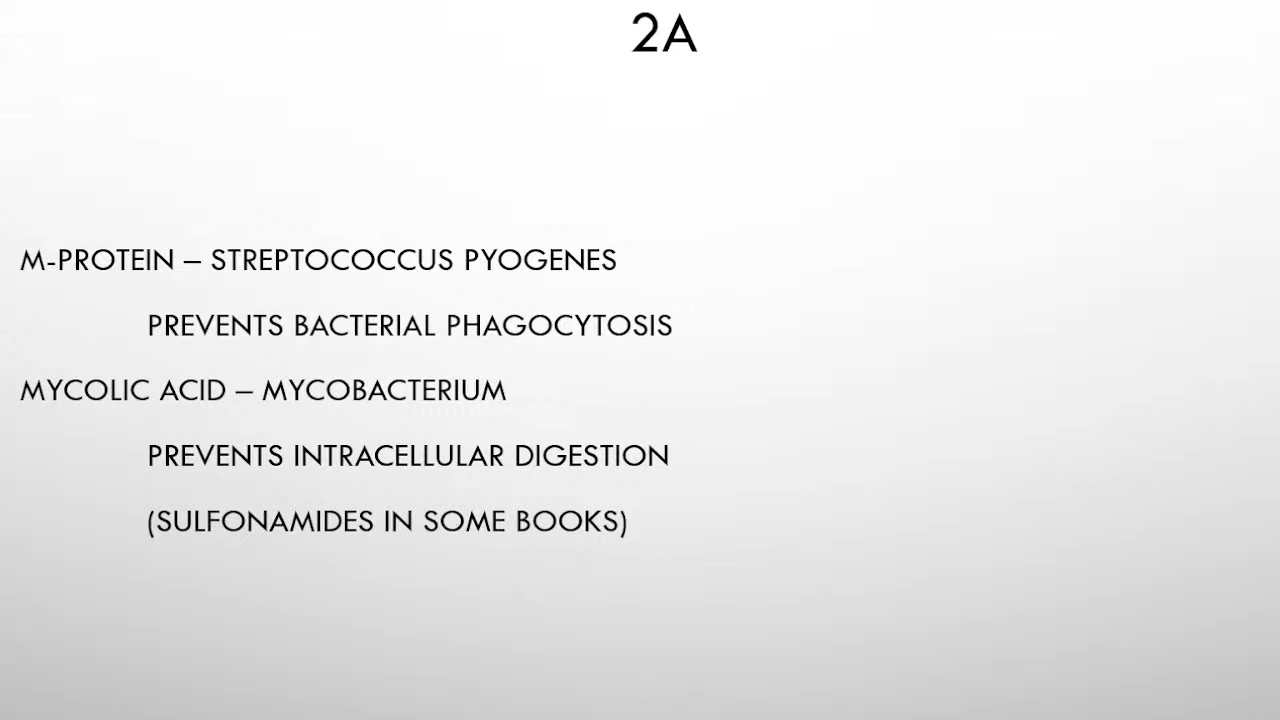 2A
M-PROTEIN – STREPTOCOCCUS PYOGENES
PREVENTS BACTERIAL PHAGOCYTOSIS
MYCOLIC ACID – MYCOBACTERIUM
PREVENTS INTRACELLULAR DIGESTION
(SULFONAMIDES IN SOME BOOKS)